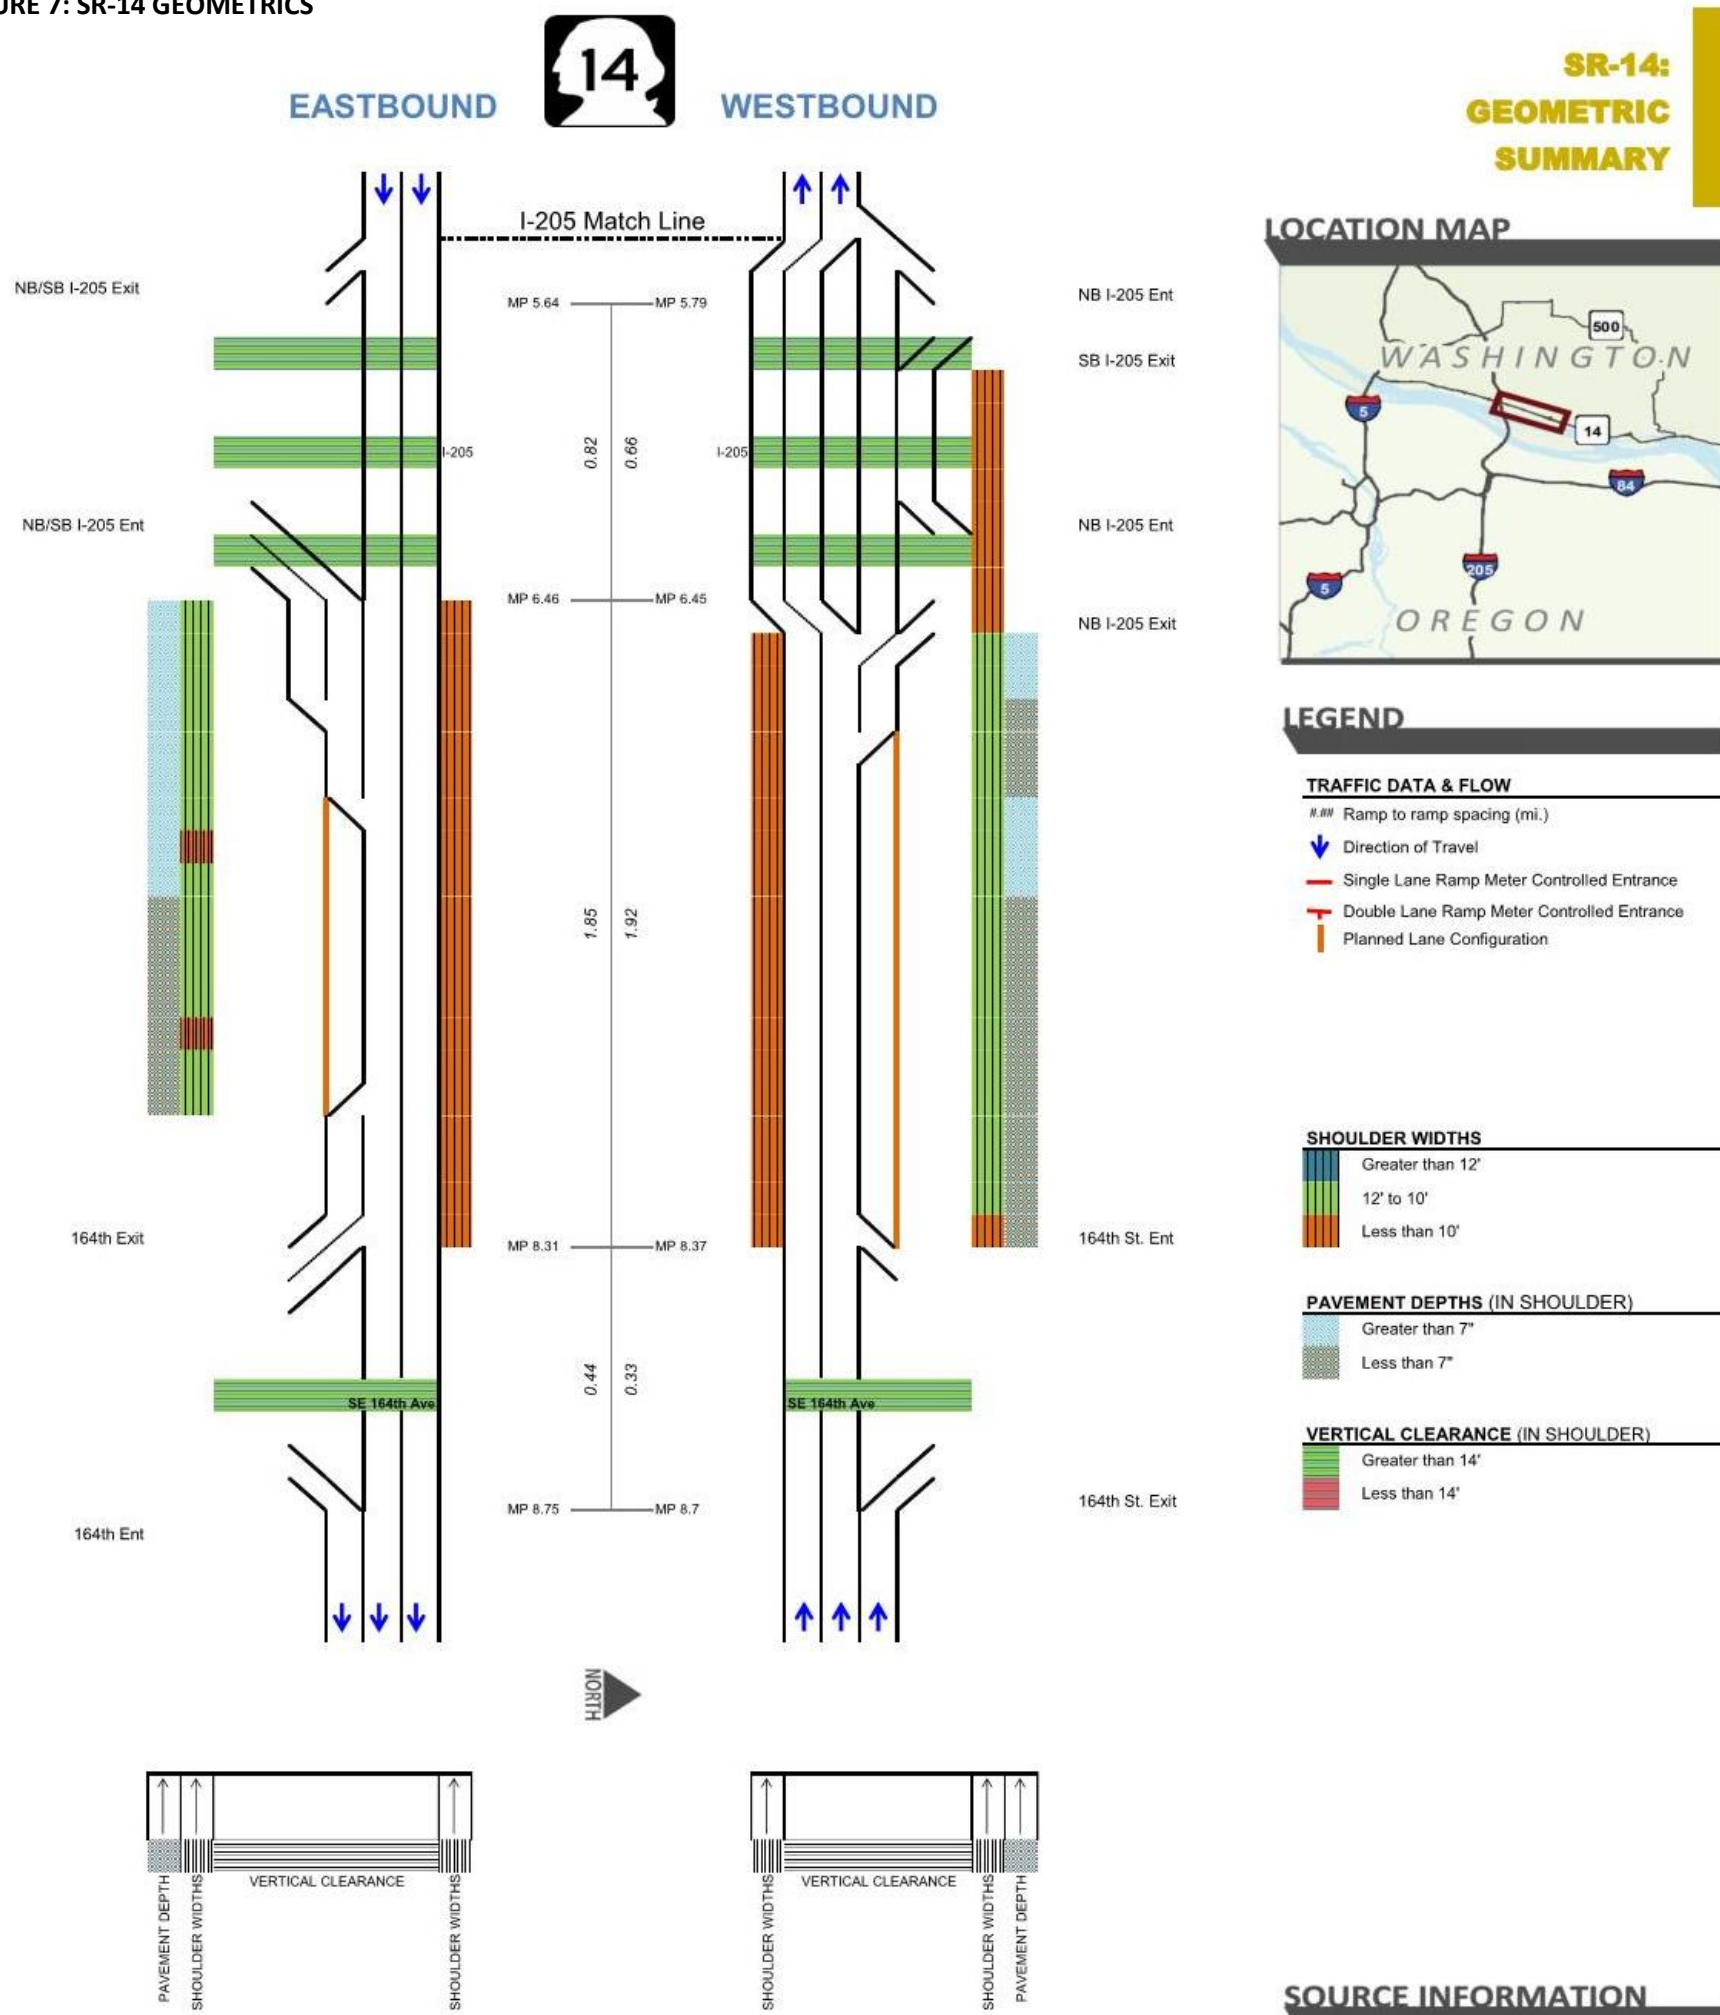 URE 7: SR-14 GEOMETRICS
14
EASTBOUND
WESTBOUND
SR-14:
GEOMETRIC
SUMMARY
I-205 Match Line
NB/SB I-205 Exit
MP 5.64
MP 5.79
NB I-205 Ent
SB I-205 Exit
I-205
0.82
0.66
I-205
NB/SB I-205 Ent
NB I-205 Ent
MP 6.46
MP 6.45
NB I-205 Exit
1.85
1.92
164th Exit
MP 8.31
MP 8.37
164th St. Ent
0.44
0.33
SE 164th Ave
SE 164th Ave
MP 8.75
MP 8.7
164th St. Exit
164th Ent
NORTH
PAVEMENT DEPTH
SHOULDER WIDTHS
VERTICAL CLEARANCE
SHOULDER WIDTHS
SHOULDER WIDTHS
VERTICAL CLEARANCE
SHOULDER WIDTHS
PAVEMENT DEPTH
LOCATION MAP
500
WASHINGTON
5
14
84
205
5
OREGON
LEGEND
TRAFFIC DATA & FLOW
#.## Ramp to ramp spacing (mi.)
Direction of Travel
Single Lane Ramp Meter Controlled Entrance
Double Lane Ramp Meter Controlled Entrance
Planned Lane Configuration
SHOULDER WIDTHS
Greater than 12'
12' to 10'
Less than 10'
PAVEMENT DEPTHS (IN SHOULDER)
Greater than 7"
Less than 7"
VERTICAL CLEARANCE (IN SHOULDER)
Greater than 14'
Less than 14'
SOURCE INFORMATION